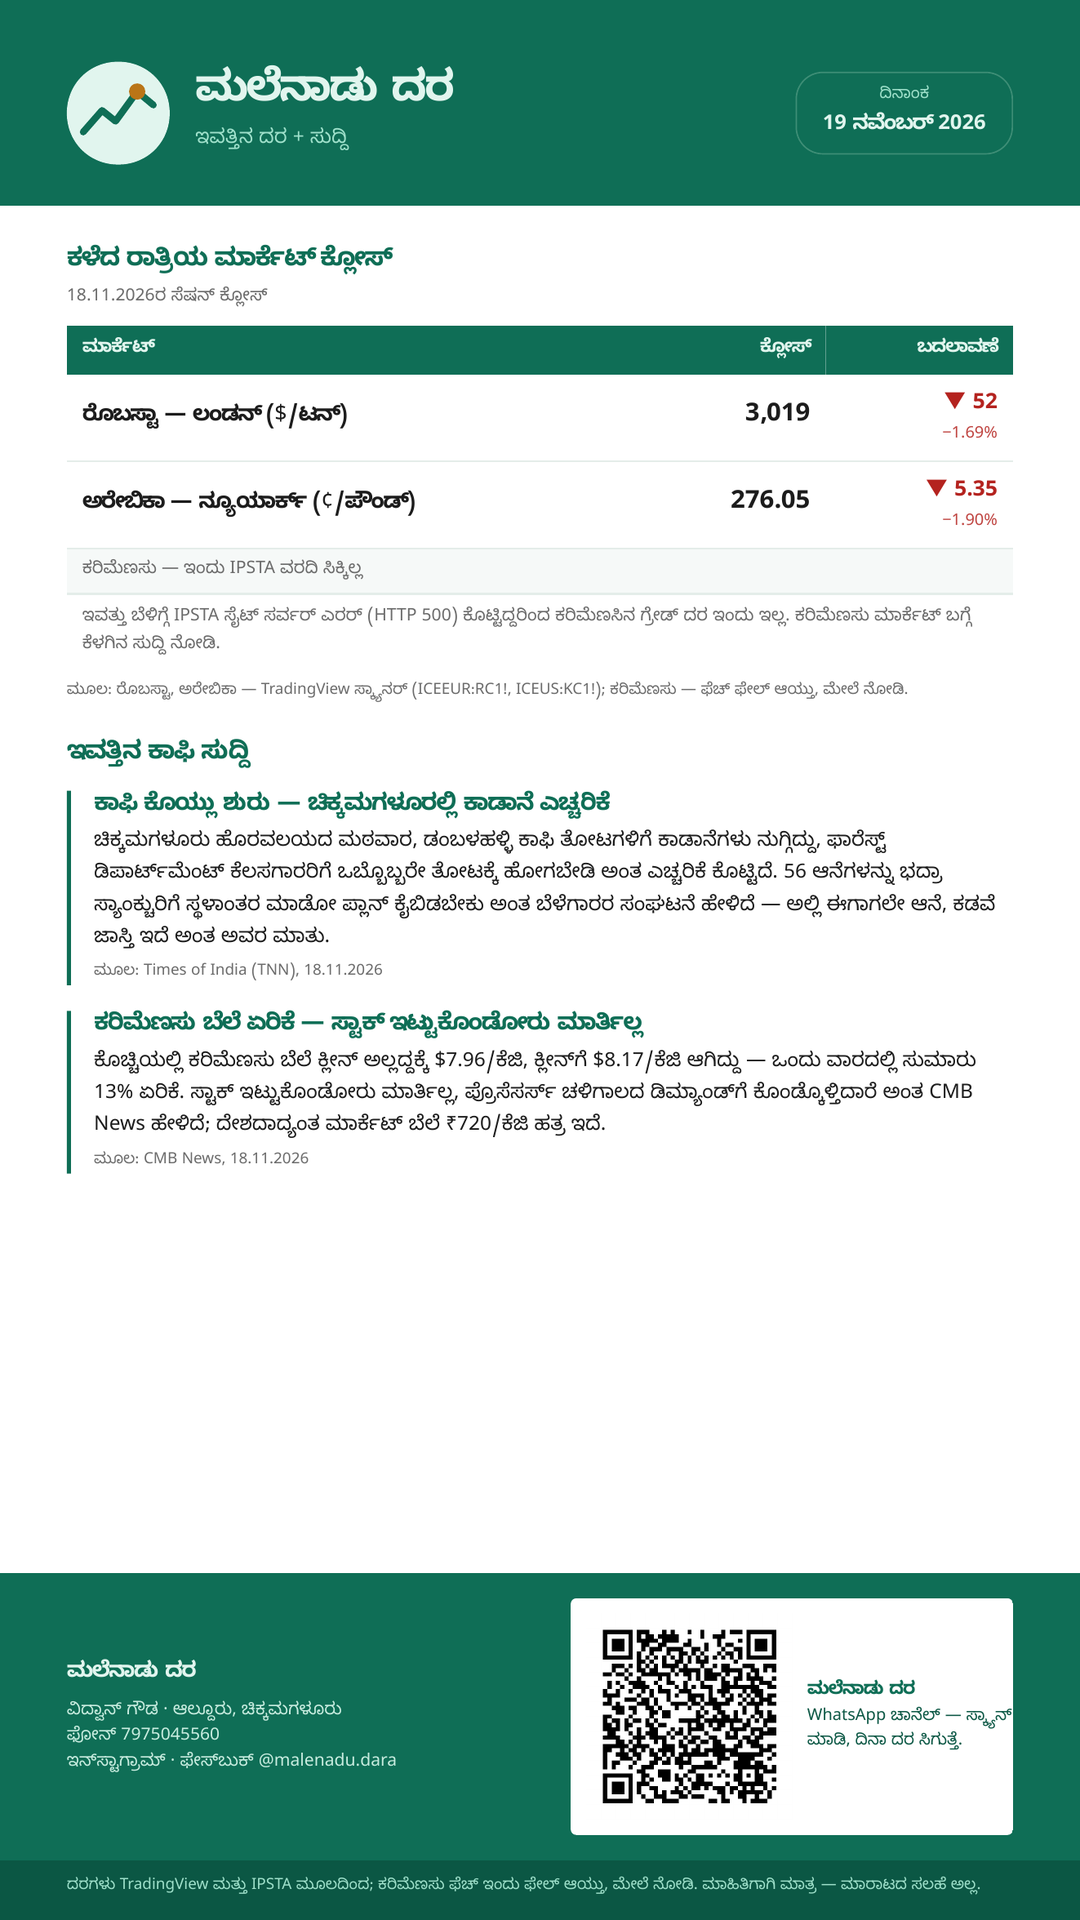 ಮಲೆನಾಡು ದರ
ಇವತ್ತಿನ ದರ + ಸುದ್ದಿ
ದಿನಾಂಕ
19 ನವೆಂಬರ್ 2026
ಕಳೆದ ರಾತ್ರಿಯ ಮಾರ್ಕೆಟ್ ಕ್ಲೋಸ್
18.11.2026ರ ಸೆಷನ್ ಕ್ಲೋಸ್
ಮಾರ್ಕೆಟ್ ಕ್ಲೋಸ್ ಬದಲಾವಣೆ
ರೊಬಸ್ಟಾ — ಲಂಡನ್ ($/ಟನ್) 3,019 ▼ 52
−1.69%
ಅರೇಬಿಕಾ — ನ್ಯೂಯಾರ್ಕ್ (¢/ಪೌಂಡ್) 276.05 ▼ 5.35
−1.90%
ಕರಿಮೆಣಸು — ಇಂದು IPSTA ವರದಿ ಸಿಕ್ಕಿಲ್ಲ
ಇವತ್ತು ಬೆಳಿಗ್ಗೆ IPSTA ಸೈಟ್ ಸರ್ವರ್ ಎರರ್ (HTTP 500) ಕೊಟ್ಟಿದ್ದರಿಂದ ಕರಿಮೆಣಸಿನ ಗ್ರೇಡ್ ದರ ಇಂದು ಇಲ್ಲ. ಕರಿಮೆಣಸು ಮಾರ್ಕೆಟ್ ಬಗ್ಗೆ
ಕೆಳಗಿನ ಸುದ್ದಿ ನೋಡಿ.
ಮೂಲ: ರೊಬಸ್ಟಾ, ಅರೇಬಿಕಾ — TradingView ಸ್ಕ್ಯಾನರ್ (ICEEUR:RC1!, ICEUS:KC1!); ಕರಿಮೆಣಸು — ಫೆಚ್ ಫೇಲ್ ಆಯ್ತು, ಮೇಲೆ ನೋಡಿ.
ಇವತ್ತಿನ ಕಾಫಿ ಸುದ್ದಿ
ಕಾಫಿ ಕೊಯ್ಲು ಶುರು — ಚಿಕ್ಕಮಗಳೂರಲ್ಲಿ ಕಾಡಾನೆ ಎಚ್ಚರಿಕೆ
ಚಿಕ್ಕಮಗಳೂರು ಹೊರವಲಯದ ಮಠವಾರ, ಡಂಬಳಹಳ್ಳಿ ಕಾಫಿ ತೋಟಗಳಿಗೆ ಕಾಡಾನೆಗಳು ನುಗ್ಗಿದ್ದು, ಫಾರೆಸ್ಟ್
ಡಿಪಾರ್ಟ್‌ಮೆಂಟ್ ಕೆಲಸಗಾರರಿಗೆ ಒಬ್ಬೊಬ್ಬರೇ ತೋಟಕ್ಕೆ ಹೋಗಬೇಡಿ ಅಂತ ಎಚ್ಚರಿಕೆ ಕೊಟ್ಟಿದೆ. 56 ಆನೆಗಳನ್ನು ಭದ್ರಾ
ಸ್ಯಾಂಕ್ಚುರಿಗೆ ಸ್ಥಳಾಂತರ ಮಾಡೋ ಪ್ಲಾನ್ ಕೈಬಿಡಬೇಕು ಅಂತ ಬೆಳೆಗಾರರ ಸಂಘಟನೆ ಹೇಳಿದೆ — ಅಲ್ಲಿ ಈಗಾಗಲೇ ಆನೆ, ಕಡವೆ
ಜಾಸ್ತಿ ಇದೆ ಅಂತ ಅವರ ಮಾತು.
ಮೂಲ: Times of India (TNN), 18.11.2026
ಕರಿಮೆಣಸು ಬೆಲೆ ಏರಿಕೆ — ಸ್ಟಾಕ್ ಇಟ್ಟುಕೊಂಡೋರು ಮಾರ್ತಿಲ್ಲ
ಕೊಚ್ಚಿಯಲ್ಲಿ ಕರಿಮೆಣಸು ಬೆಲೆ ಕ್ಲೀನ್ ಅಲ್ಲದ್ದಕ್ಕೆ $7.96/ಕೆಜಿ, ಕ್ಲೀನ್‌ಗೆ $8.17/ಕೆಜಿ ಆಗಿದ್ದು — ಒಂದು ವಾರದಲ್ಲಿ ಸುಮಾರು
13% ಏರಿಕೆ. ಸ್ಟಾಕ್ ಇಟ್ಟುಕೊಂಡೋರು ಮಾರ್ತಿಲ್ಲ, ಪ್ರೊಸೆಸರ್ಸ್ ಚಳಿಗಾಲದ ಡಿಮ್ಯಾಂಡ್‌ಗೆ ಕೊಂಡ್ಕೊಳ್ತಿದಾರೆ ಅಂತ CMB
News ಹೇಳಿದೆ; ದೇಶದಾದ್ಯಂತ ಮಾರ್ಕೆಟ್ ಬೆಲೆ ₹720/ಕೆಜಿ ಹತ್ರ ಇದೆ.
ಮೂಲ: CMB News, 18.11.2026
ಮಲೆನಾಡು ದರ
ವಿದ್ವಾನ್ ಗೌಡ · ಆಲ್ದೂರು, ಚಿಕ್ಕಮಗಳೂರು
ಫೋನ್ 7975045560
ಇನ್‌ಸ್ಟಾಗ್ರಾಮ್ · ಫೇಸ್‌ಬುಕ್ @malenadu.dara
ಮಲೆನಾಡು ದರ
WhatsApp ಚಾನೆಲ್ — ಸ್ಕ್ಯಾನ್
ಮಾಡಿ, ದಿನಾ ದರ ಸಿಗುತ್ತೆ.
ದರಗಳು TradingView ಮತ್ತು IPSTA ಮೂಲದಿಂದ; ಕರಿಮೆಣಸು ಫೆಚ್ ಇಂದು ಫೇಲ್ ಆಯ್ತು, ಮೇಲೆ ನೋಡಿ. ಮಾಹಿತಿಗಾಗಿ ಮಾತ್ರ — ಮಾರಾಟದ ಸಲಹೆ ಅಲ್ಲ.